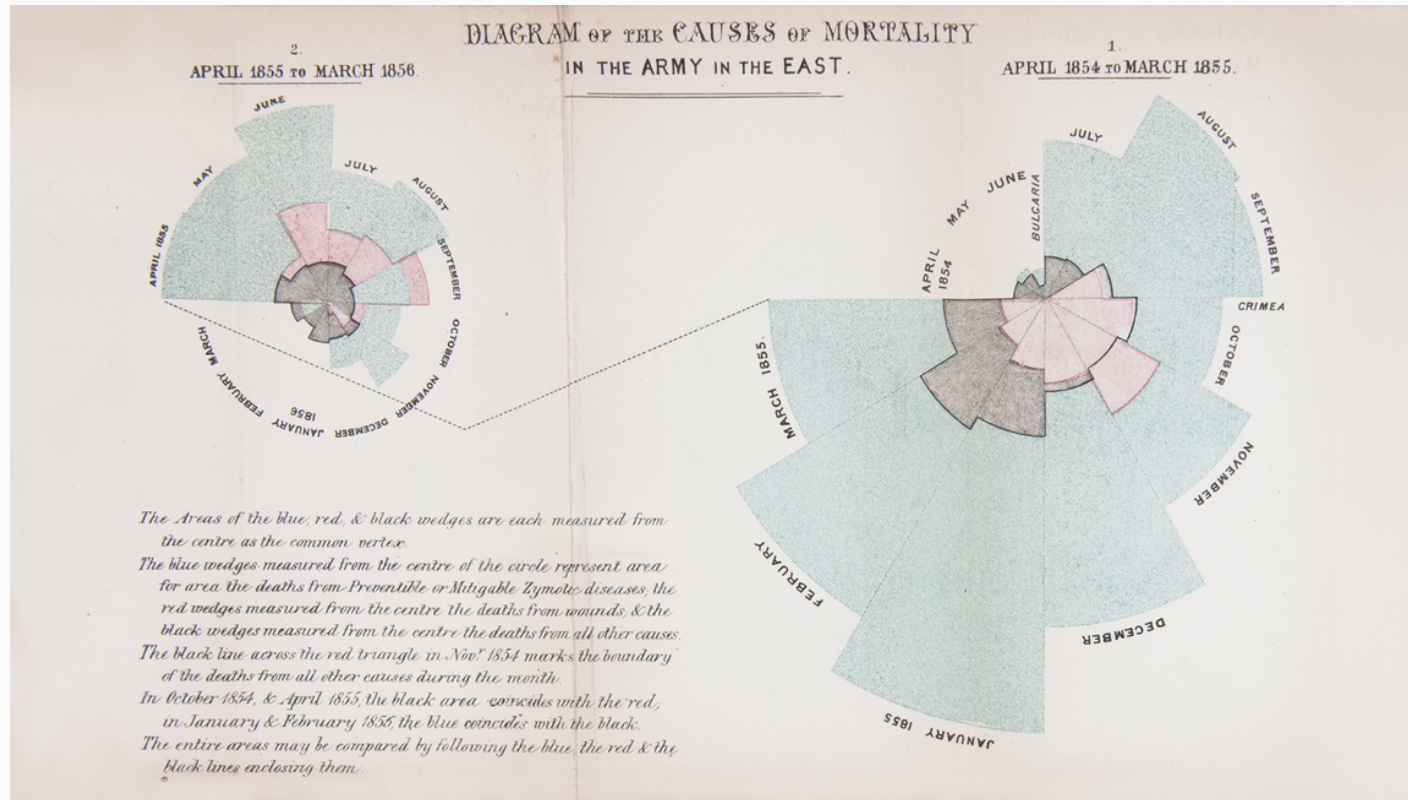 DIAGRAM OF THE CAUSES OF MORTALITY
IN THE ARMY IN THE EAST.
2.
APRIL 1855 TO MARCH 1856.
1.
APRIL 1854 TO MARCH 1855.
APRIL 1855
MAY
JUNE
JULY
AUGUST
SEPTEMBER
OCTOBER
NOVEMBER
DECEMBER
JANUARY
1856
FEBRUARY
MARCH
APRIL
1854
MAY
JUNE
BULGARIA
JULY
AUGUST
SEPTEMBER
CRIMEA
OCTOBER
NOVEMBER
DECEMBER
JANUARY 1855
FEBRUARY
MARCH 1855.
The Areas of the blue, red, & black wedges are each measured from
the centre as the common vertex.
The blue wedges measured from the centre of the circle represent area
for area the deaths from Preventible or Mitigable Zymotic diseases, the
red wedges measured from the centre the deaths from wounds, & the
black wedges measured from the centre the deaths from all other causes.
The black line across the red triangle in Novr. 1854 marks the boundary
of the deaths from all other causes during the month.
In October 1854, & April 1855, the black area coincides with the red,
in January & February 1856, the blue coincides with the black.
The entire areas may be compared by following the blue, the red & the
black lines enclosing them.